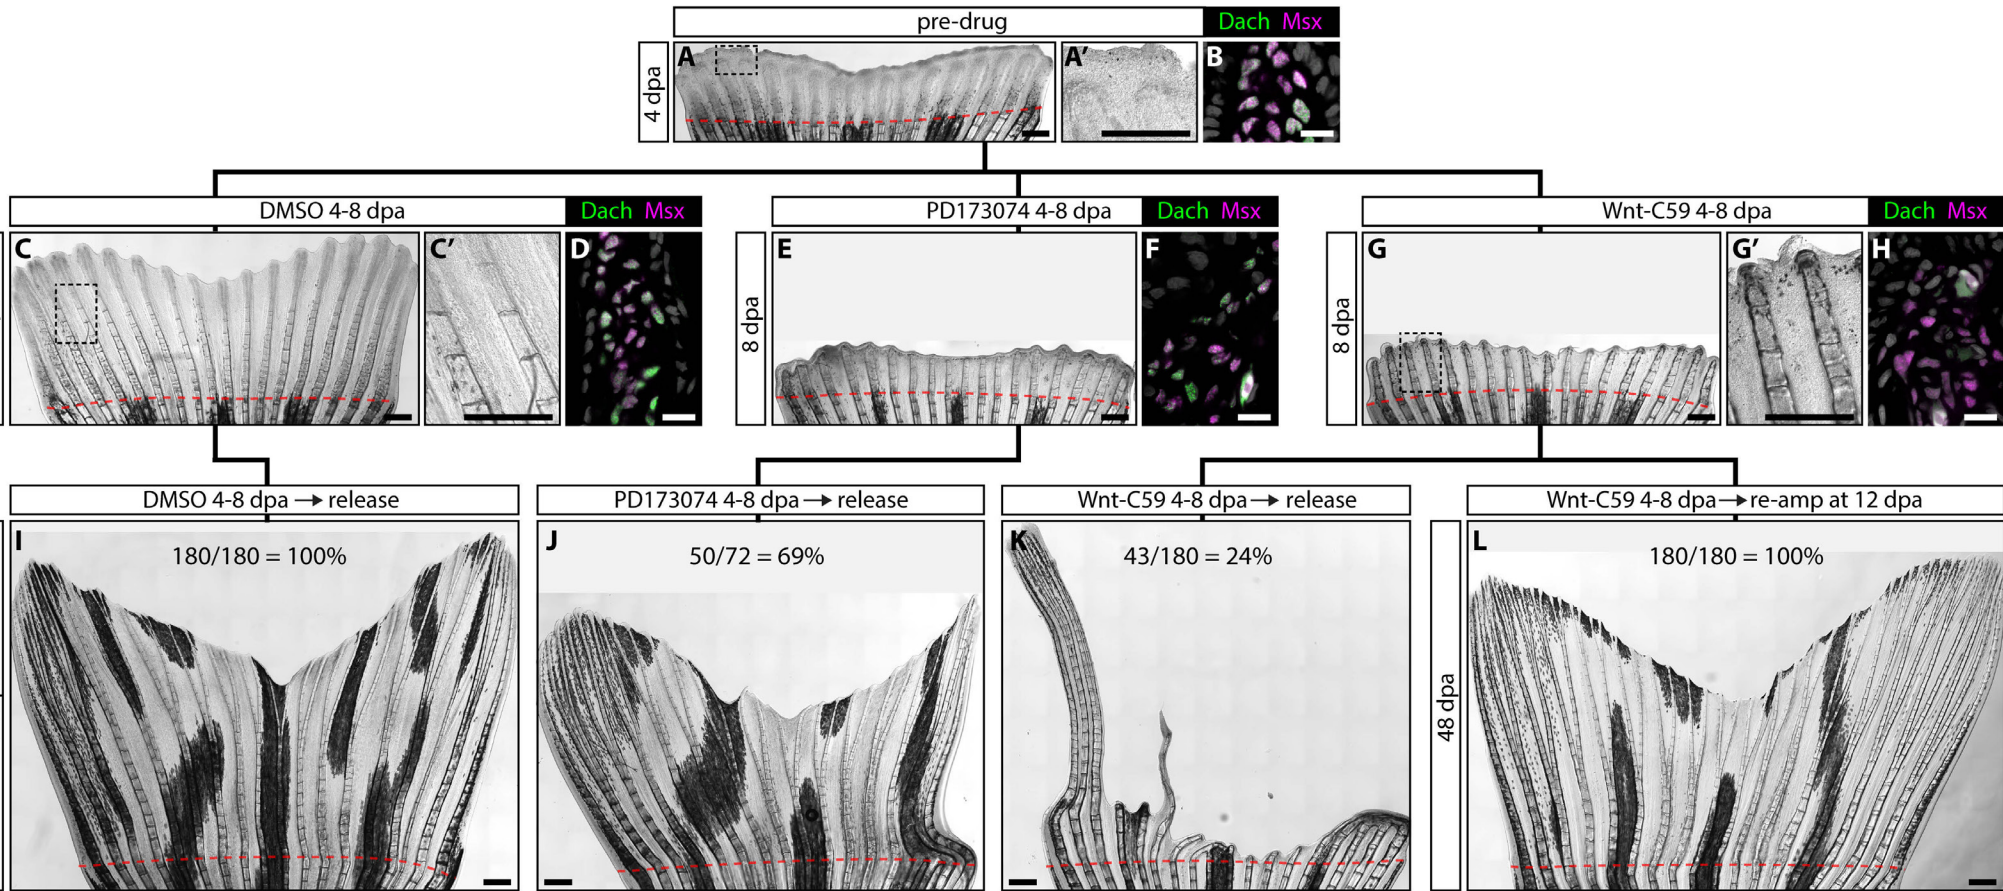 pre-drug
Dach Msx
4 dpa
A
A′
B
DMSO 4-8 dpa
Dach Msx
PD173074 4-8 dpa
Dach Msx
Wnt-C59 4-8 dpa
Dach Msx
C
C′
D
8 dpa
E
F
8 dpa
G
G′
H
DMSO 4-8 dpa → release
PD173074 4-8 dpa → release
Wnt-C59 4-8 dpa → release
Wnt-C59 4-8 dpa → re-amp at 12 dpa
I
180/180 = 100%
J
50/72 = 69%
K
43/180 = 24%
48 dpa
L
180/180 = 100%